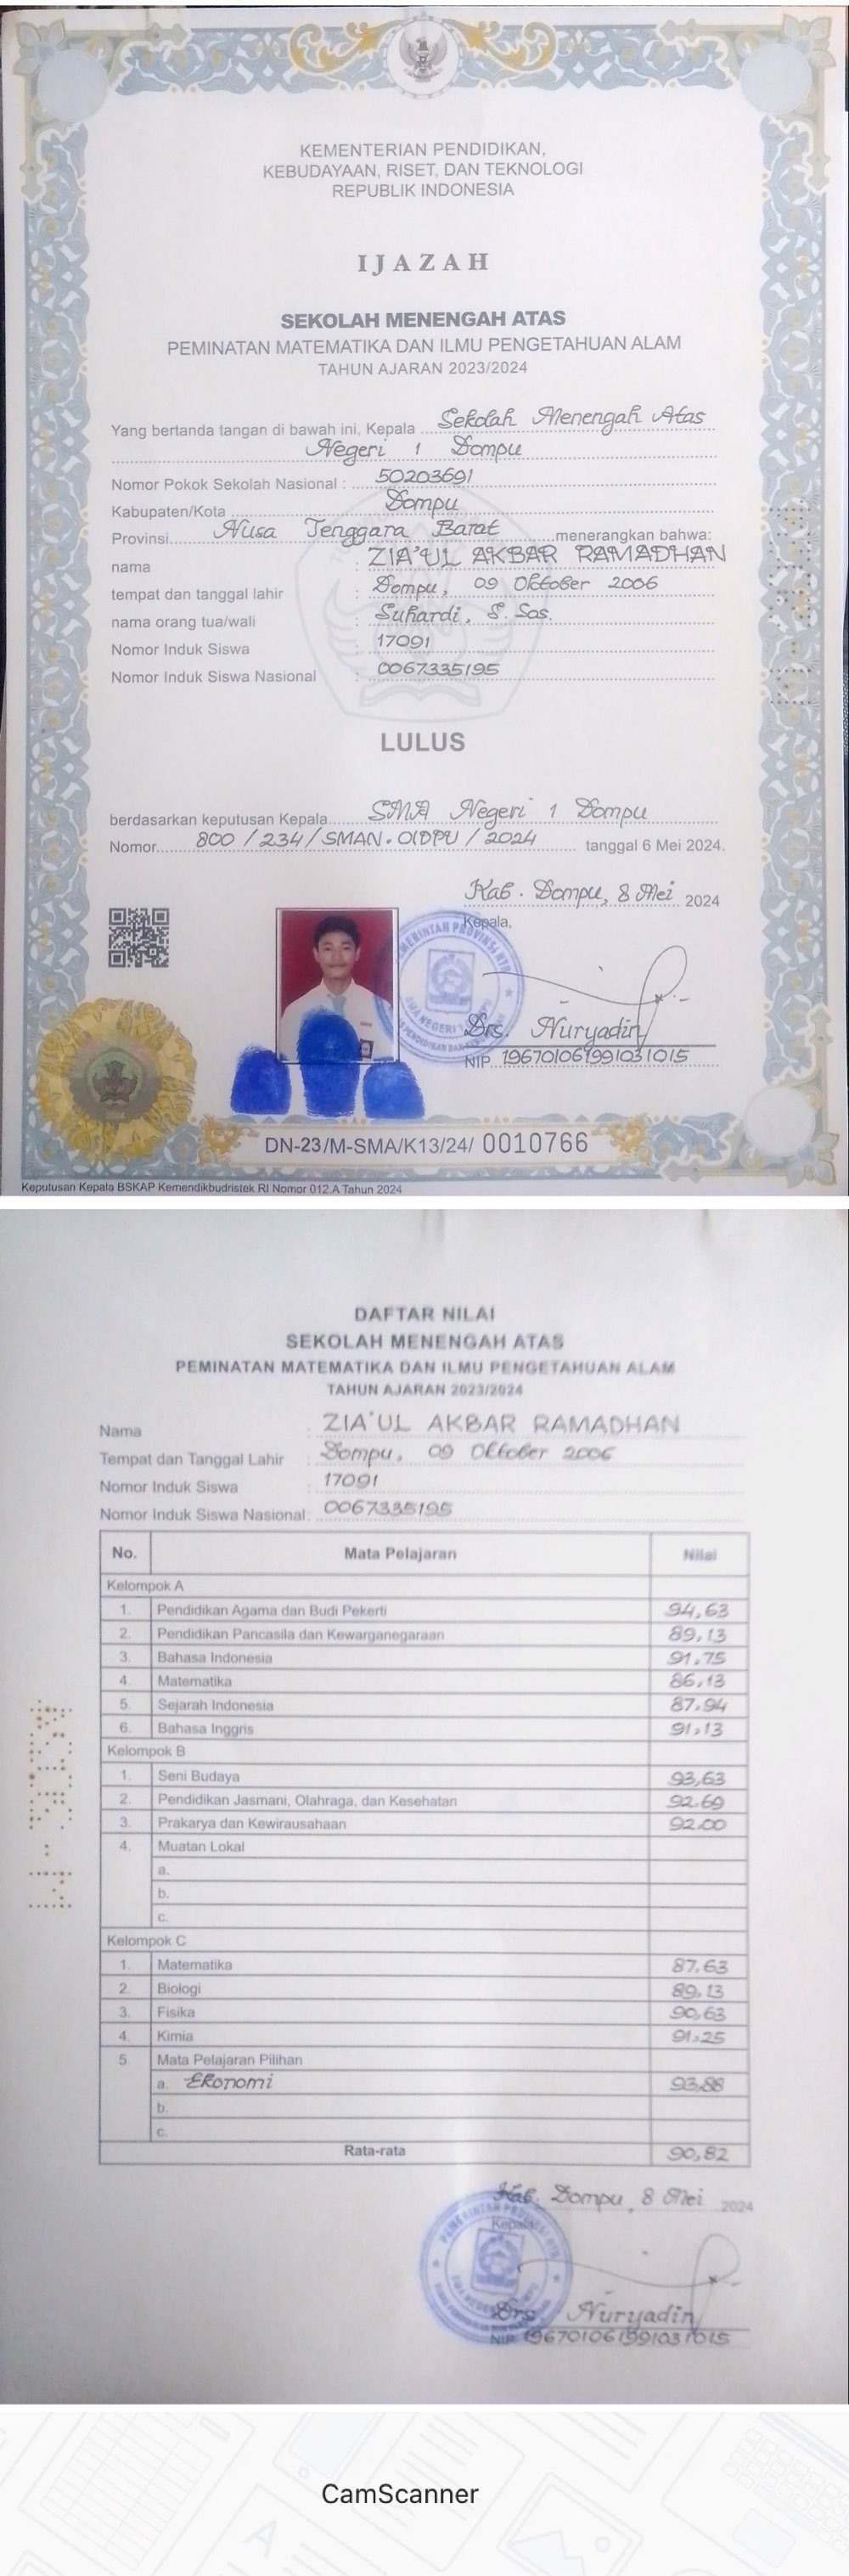 KEMENTERIAN PENDIDIKAN,
KEBUDAYAAN, RISET, DAN TEKNOLOGI
REPUBLIK INDONESIA
IJAZAH
SEKOLAH MENENGAH ATAS
PEMINATAN MATEMATIKA DAN ILMU PENGETAHUAN ALAM
TAHUN AJARAN 2023/2024
Yang bertanda tangan di bawah ini, Kepala Sekolah Menengah Atas
Negeri 1 Dompu
Nomor Pokok Sekolah Nasional : 50203691
Kabupaten/Kota Dompu
Provinsi Nusa Tenggara Barat menerangkan bahwa:
nama : ZIA'UL AKBAR RAMADHAN
tempat dan tanggal lahir : Dompu, 09 Oktober 2006
nama orang tua/wali : Suhardi, S. Sos.
Nomor Induk Siswa : 17091
Nomor Induk Siswa Nasional : 0067335195
LULUS
berdasarkan keputusan Kepala SMA Negeri 1 Dompu
Nomor 800 / 234 / SMAN.01DPU / 2024 tanggal 6 Mei 2024.
Kab. Dompu, 8 Mei 2024
Kepala,
Drs. Nuryadin
NIP 196701061991031015
DN-23/M-SMA/K13/24/ 0010766
Keputusan Kepala BSKAP Kemendikbudristek RI Nomor 012.A Tahun 2024
DAFTAR NILAI
SEKOLAH MENENGAH ATAS
PEMINATAN MATEMATIKA DAN ILMU PENGETAHUAN ALAM
TAHUN AJARAN 2023/2024
Nama : ZIA'UL AKBAR RAMADHAN
Tempat dan Tanggal Lahir : Dompu, 09 Oktober 2006
Nomor Induk Siswa : 17091
Nomor Induk Siswa Nasional : 0067335195
No. Mata Pelajaran Nilai
Kelompok A
1. Pendidikan Agama dan Budi Pekerti 94,63
2. Pendidikan Pancasila dan Kewarganegaraan 89,13
3. Bahasa Indonesia 91,75
4. Matematika 86,13
5. Sejarah Indonesia 87,94
6. Bahasa Inggris 91,13
Kelompok B
1. Seni Budaya 93,63
2. Pendidikan Jasmani, Olahraga, dan Kesehatan 92,69
3. Prakarya dan Kewirausahaan 92,00
4. Muatan Lokal
a.
b.
c.
Kelompok C
1. Matematika 87,63
2. Biologi 89,13
3. Fisika 90,63
4. Kimia 91,25
5. Mata Pelajaran Pilihan
a. Ekonomi 93,88
b.
c.
Rata-rata 90,82
Kab. Dompu, 8 Mei 2024
Kepala
Drs. Nuryadin
NIP 196701061991031015
CamScanner